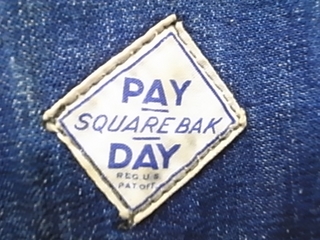 PAY
SQUARE BAK
DAY
REG. U.S.
PAT. OFF.